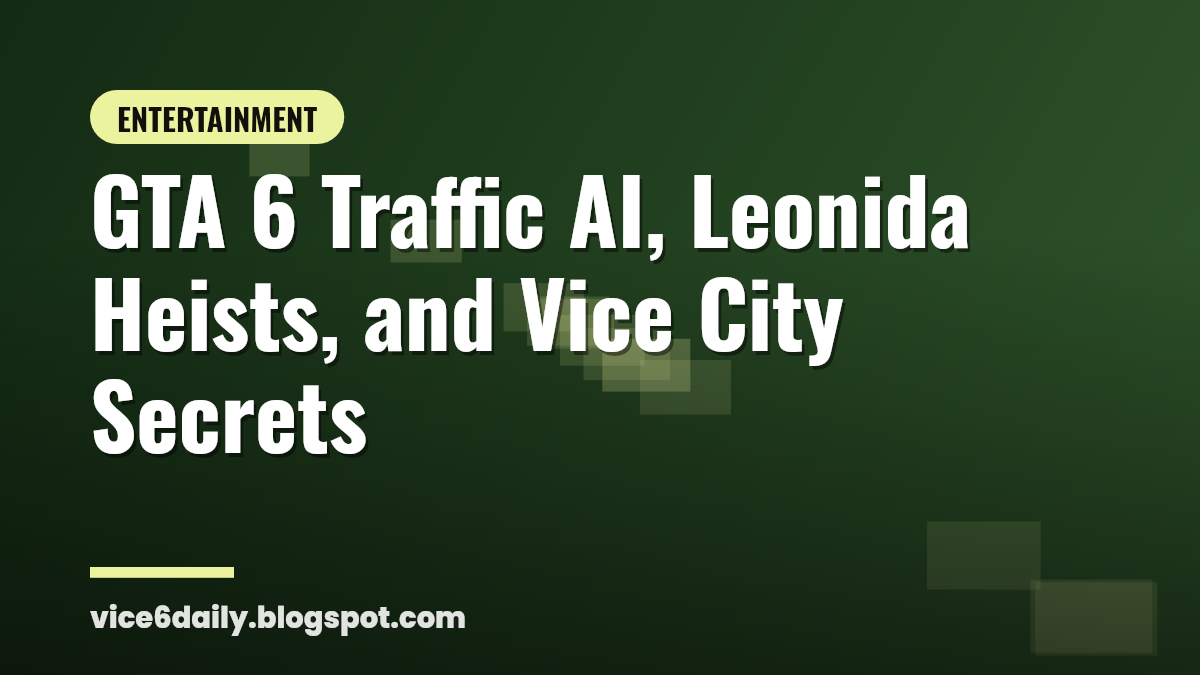 ENTERTAINMENT
GTA 6 Traffic AI, Leonida
Heists, and Vice City
Secrets
vice6daily.blogspot.com